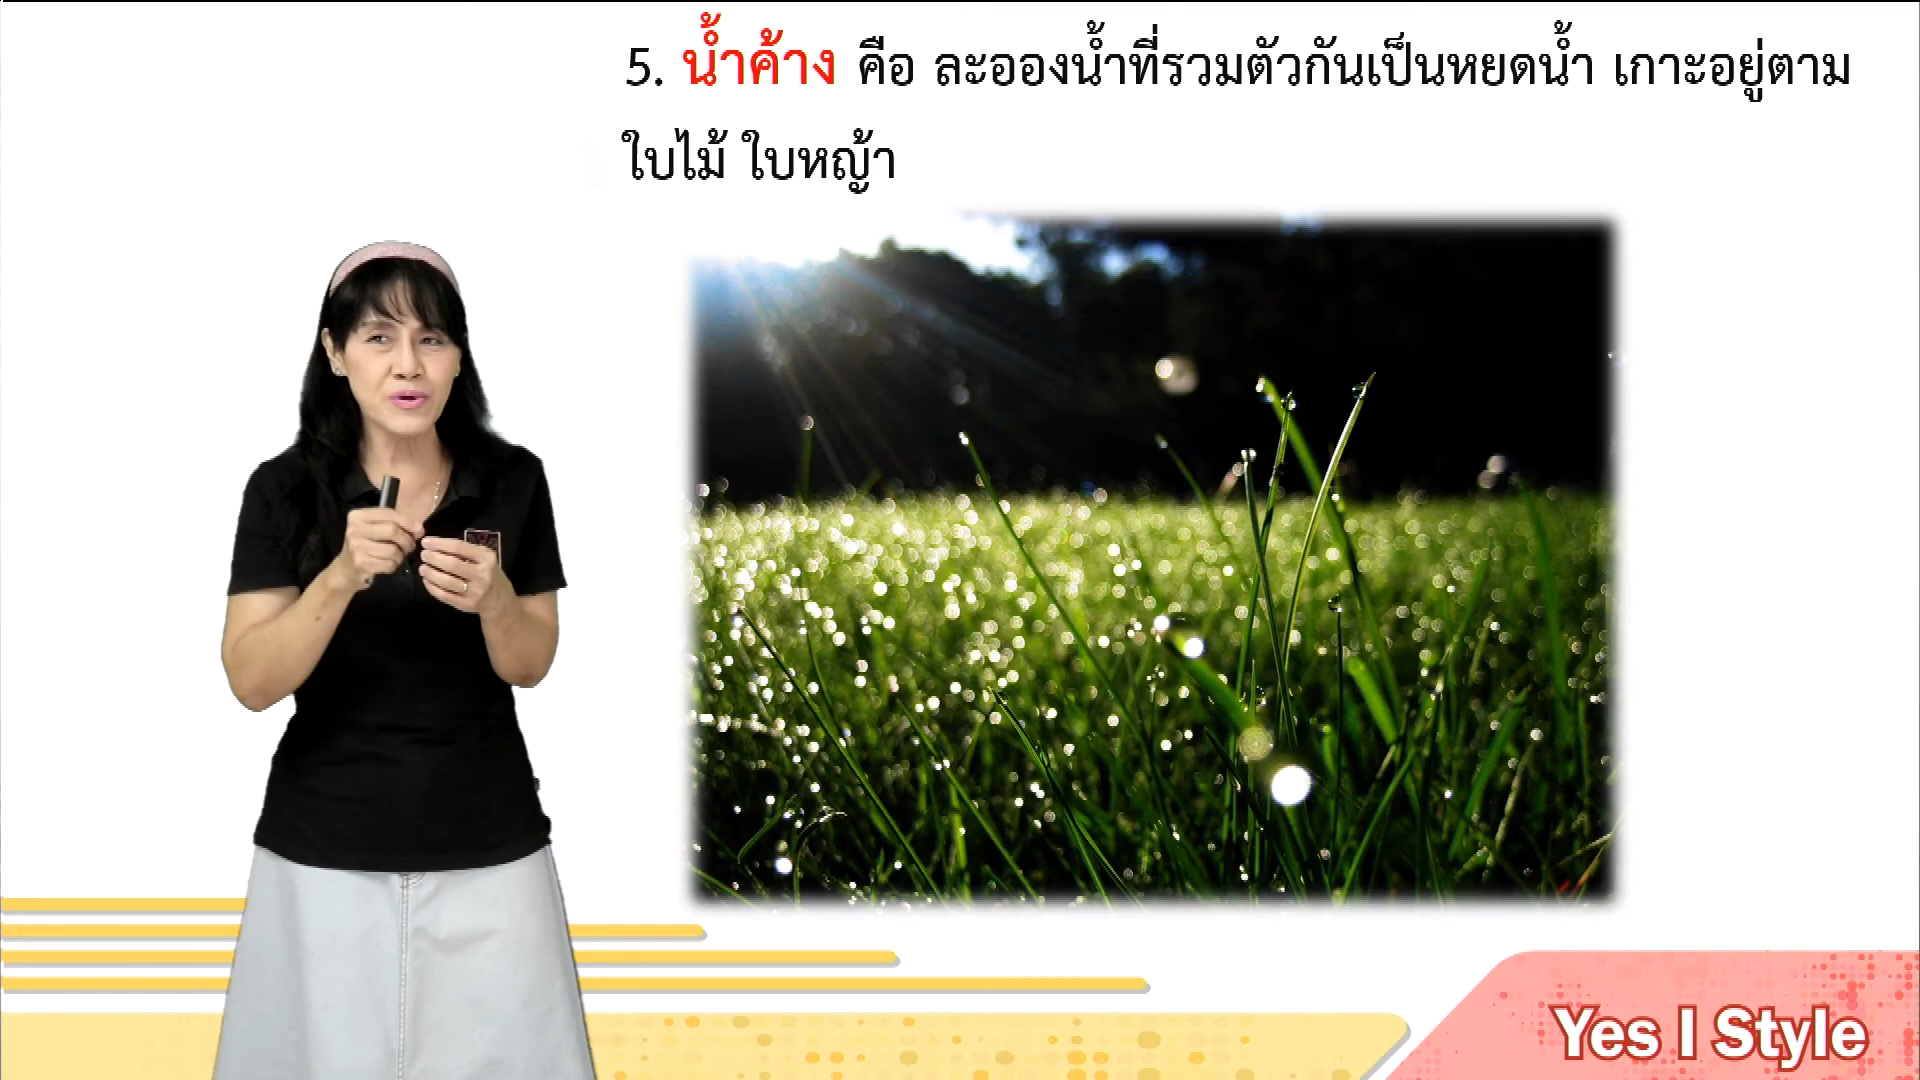 5. น้ำค้าง คือ ละอองน้ำที่รวมตัวกันเป็นหยดน้ำ เกาะอยู่ตาม
ใบไม้ ใบหญ้า
Yes I Style